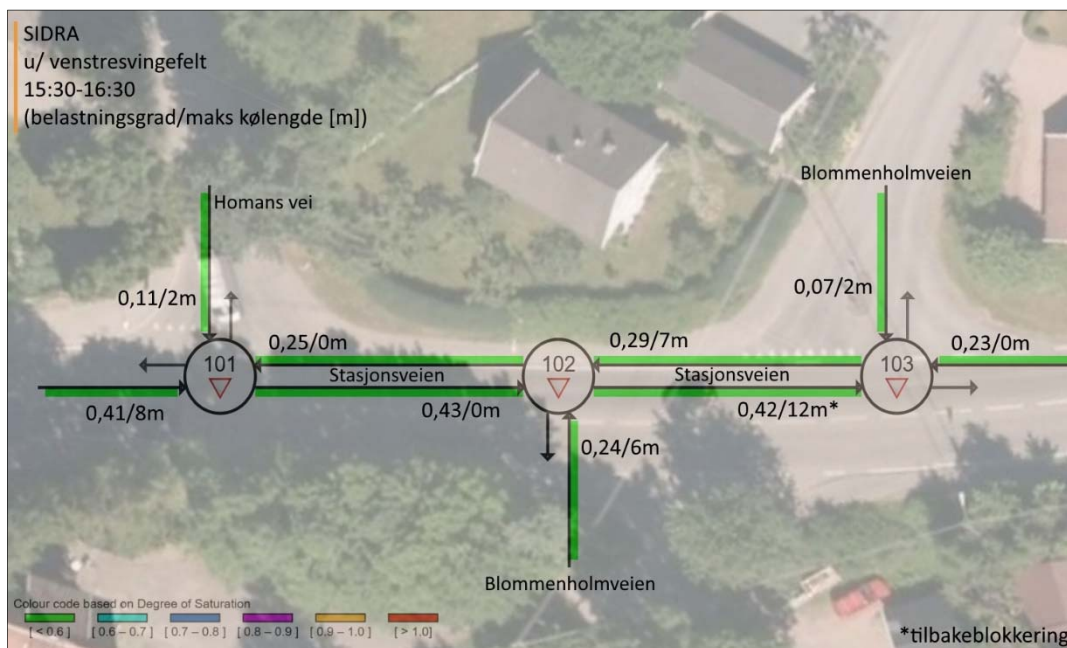 SIDRA
u/ venstresvingefelt
15:30-16:30
(belastningsgrad/maks kølengde [m])
Blommenholmveien
Homans vei
0,11/2m
0,07/2m
0,25/0m
0,29/7m
0,23/0m
101
102
103
Stasjonsveien
Stasjonsveien
0,41/8m
0,43/0m
0,42/12m*
0,24/6m
Blommenholmveien
Colour code based on Degree of Saturation
[ < 0.6 ] [ 0.6 – 0.7 ] [ 0.7 – 0.8 ] [ 0.8 – 0.9 ] [ 0.9 – 1.0 ] [ > 1.0 ]
*tilbakeblokkering